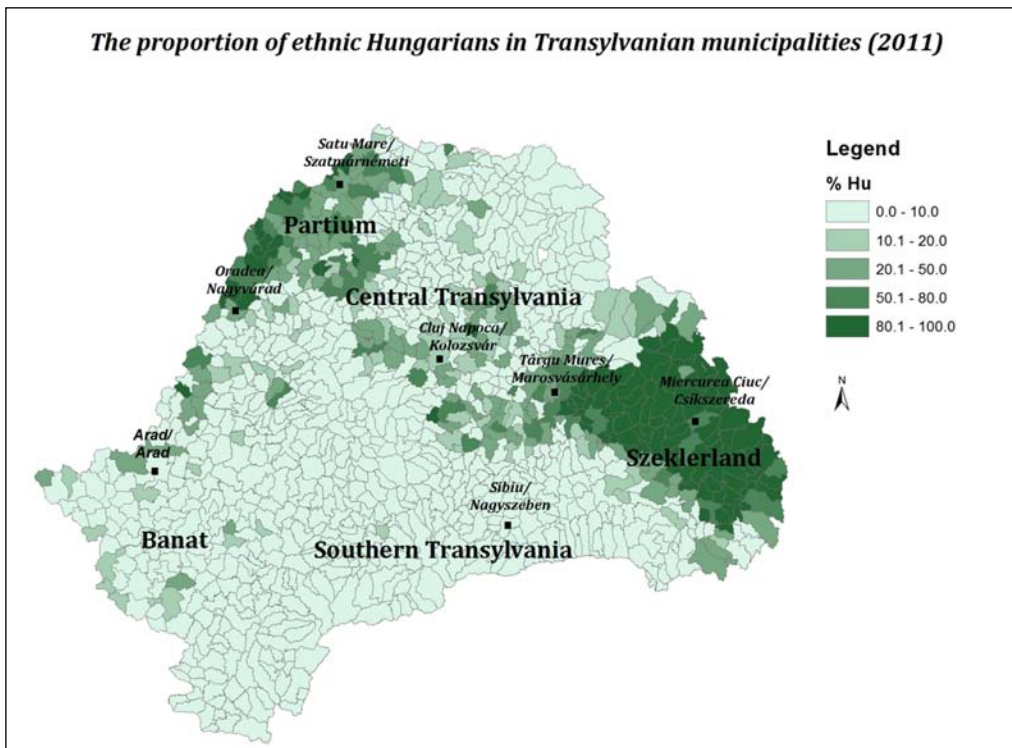 The proportion of ethnic Hungarians in Transylvanian municipalities (2011)
Satu Mare/
Szatmárnémeti
Partium
Oradea/
Nagyvárad
Central Transylvania
Cluj Napoca/
Kolozsvár
Tárgu Mures/
Marosvásárhely
Miercurea Ciuc/
Csíkszereda
Arad/
Arad
Szeklerland
Sibiu/
Nagyszeben
Banat
Southern Transylvania
Legend
% Hu
0.0 - 10.0
10.1 - 20.0
20.1 - 50.0
50.1 - 80.0
80.1 - 100.0
N